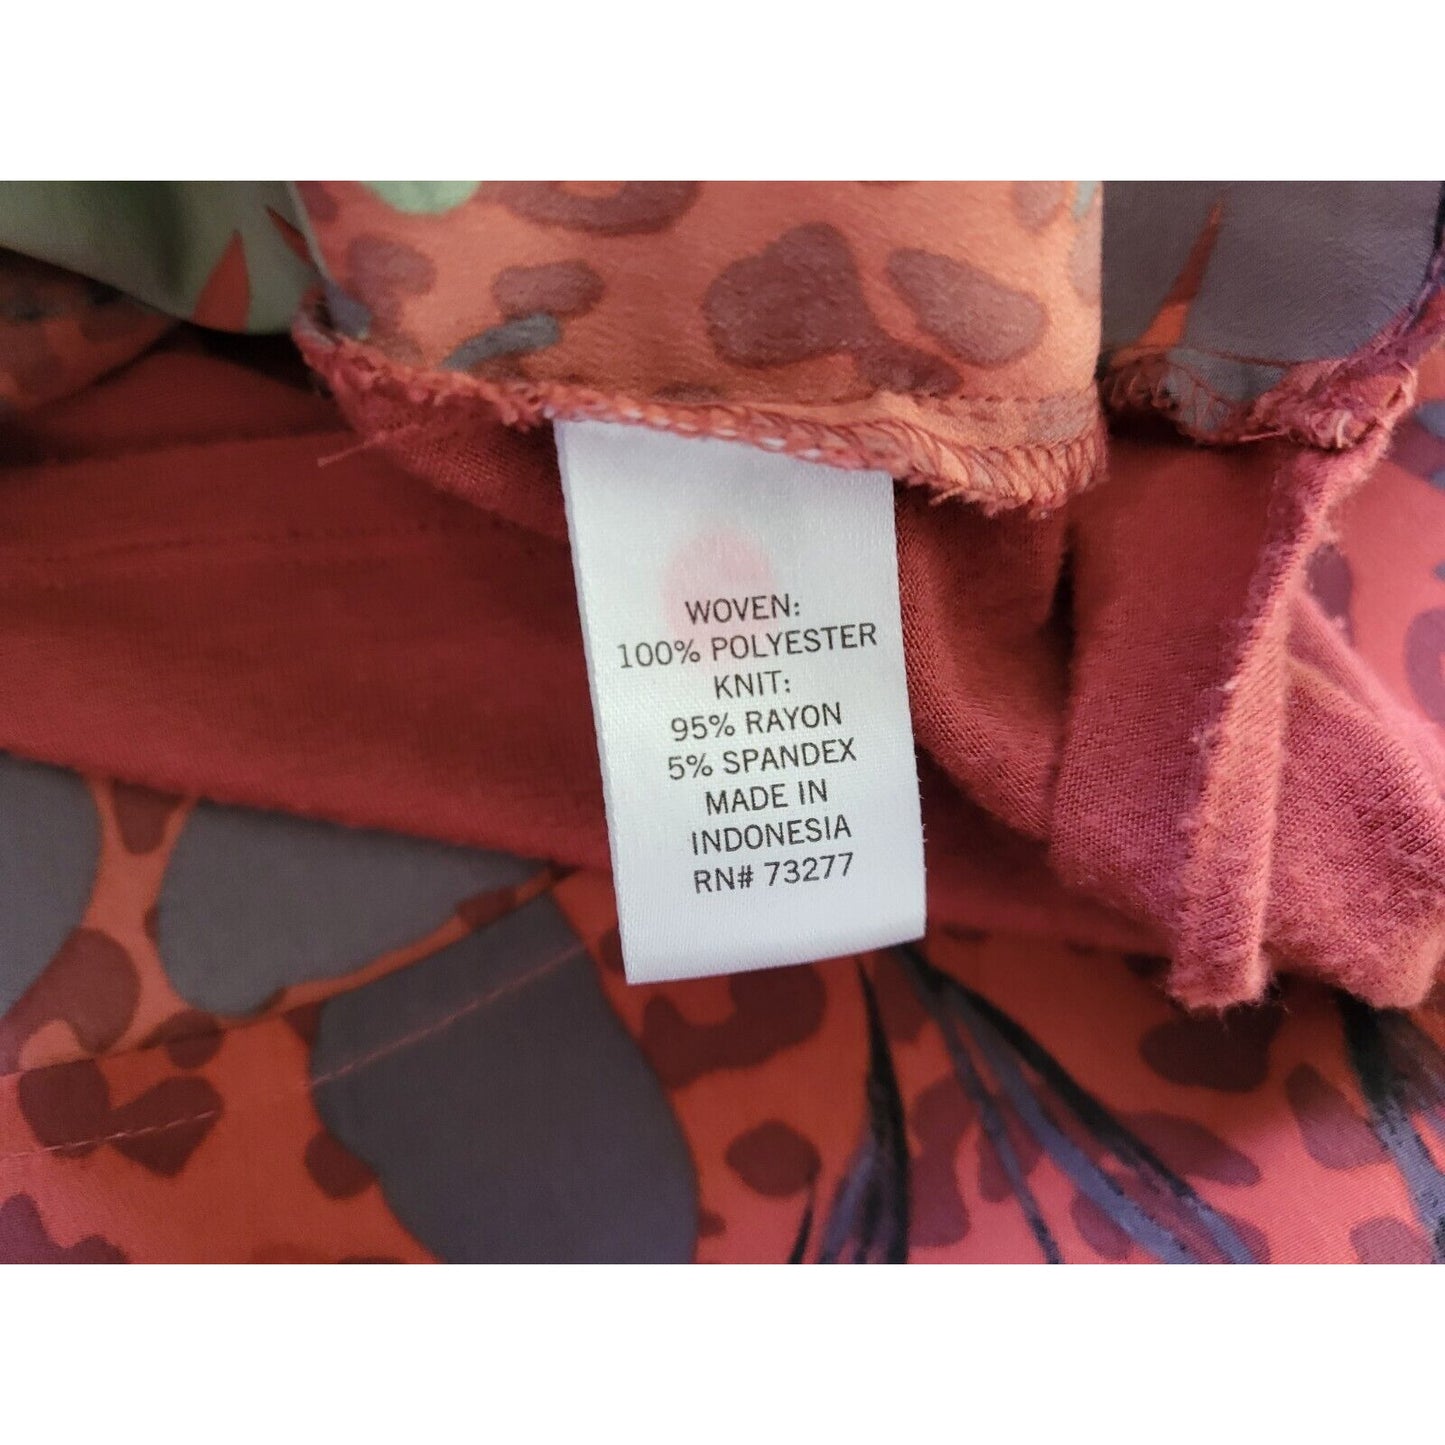 WOVEN:
100% POLYESTER
KNIT:
95% RAYON
5% SPANDEX
MADE IN
INDONESIA
RN# 73277